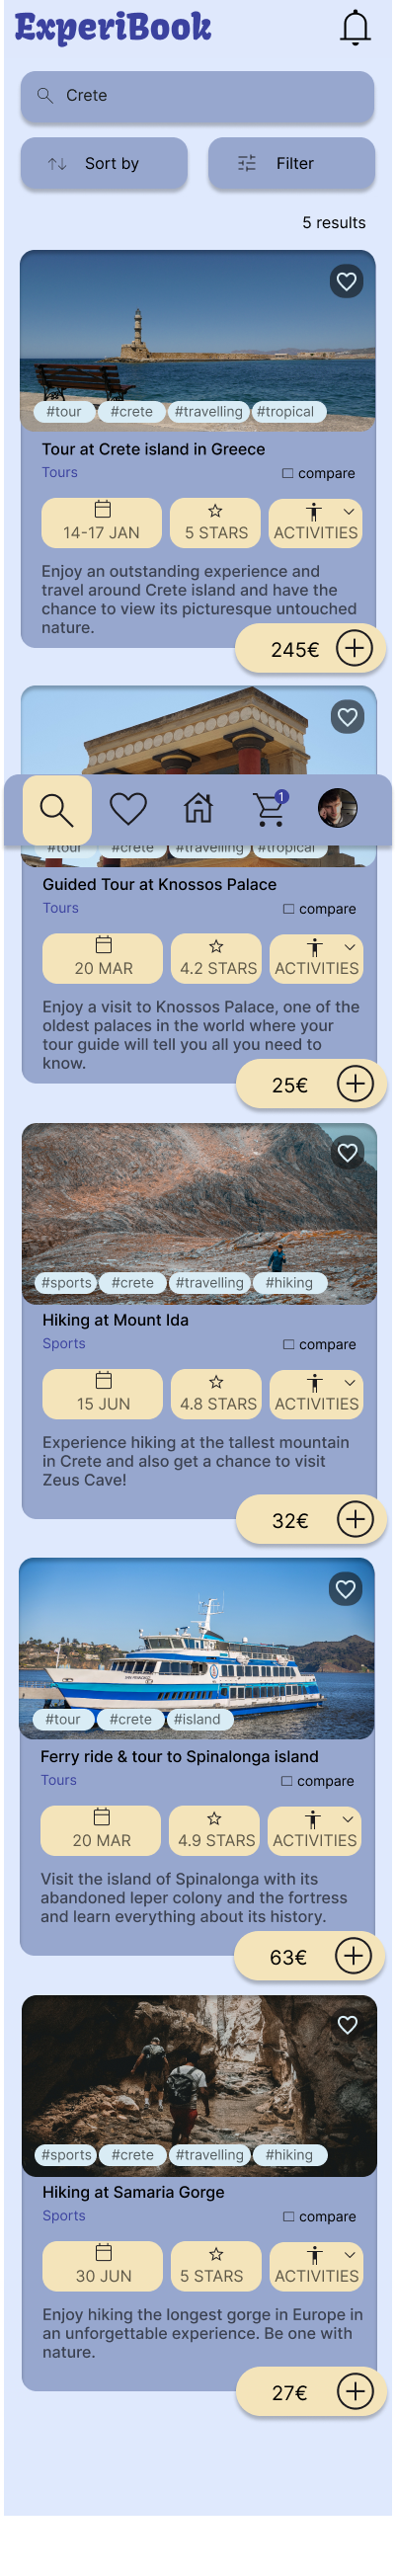 ExperiBook
Crete
Sort by
Filter
5 results
#tour #crete #travelling #tropical
Tour at Crete island in Greece
Tours
compare
14-17 JAN
5 STARS
ACTIVITIES
Enjoy an outstanding experience and
travel around Crete island and have the
chance to view its picturesque untouched
nature.
245€
1
#tour #crete #travelling #tropical
Guided Tour at Knossos Palace
Tours
compare
20 MAR
4.2 STARS
ACTIVITIES
Enjoy a visit to Knossos Palace, one of the
oldest palaces in the world where your
tour guide will tell you all you need to
know.
25€
#sports #crete #travelling #hiking
Hiking at Mount Ida
Sports
compare
15 JUN
4.8 STARS
ACTIVITIES
Experience hiking at the tallest mountain
in Crete and also get a chance to visit
Zeus Cave!
32€
#tour #crete #island
Ferry ride & tour to Spinalonga island
Tours
compare
20 MAR
4.9 STARS
ACTIVITIES
Visit the island of Spinalonga with its
abandoned leper colony and the fortress
and learn everything about its history.
63€
#sports #crete #travelling #hiking
Hiking at Samaria Gorge
Sports
compare
30 JUN
5 STARS
ACTIVITIES
Enjoy hiking the longest gorge in Europe in
an unforgettable experience. Be one with
nature.
27€